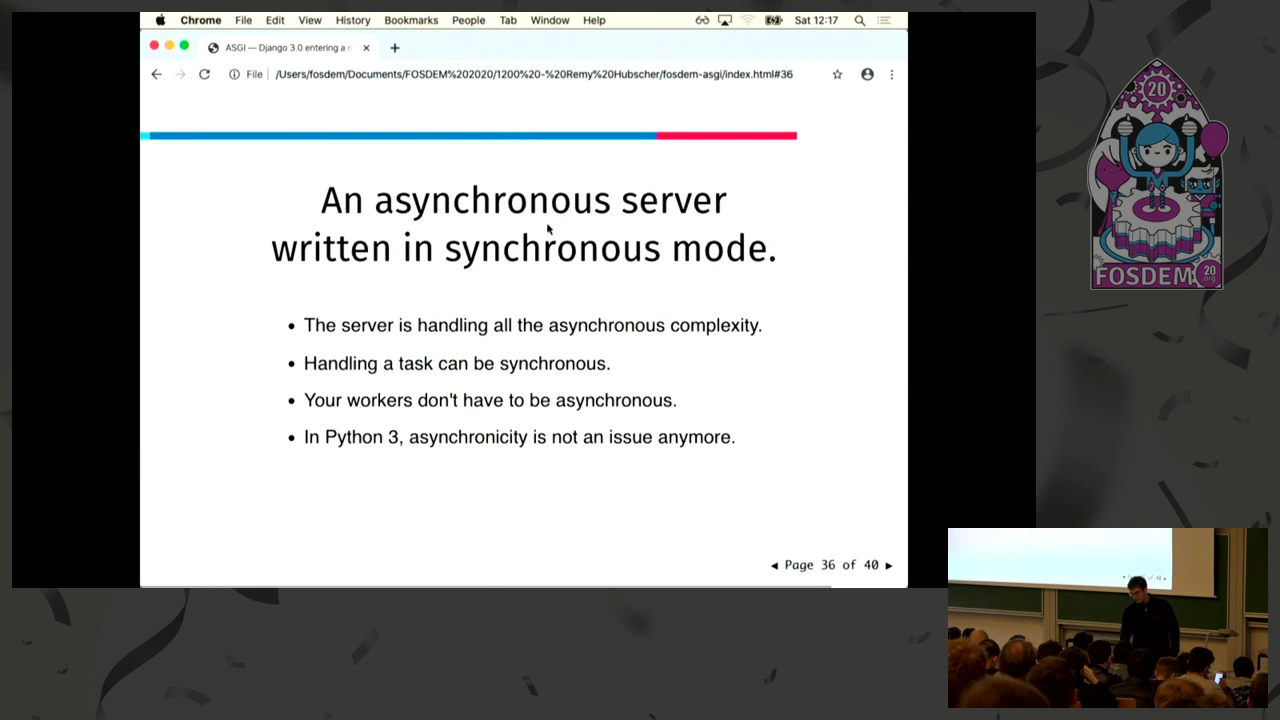 Chrome File Edit View History Bookmarks People Tab Window Help
Sat 12:17
ASGI — Django 3.0 entering a n
File
/Users/fosdem/Documents/FOSDEM%202020/1200%20-%20Remy%20Hubscher/fosdem-asgi/index.html#36
An asynchronous server
written in synchronous mode.
• The server is handling all the asynchronous complexity.
• Handling a task can be synchronous.
• Your workers don't have to be asynchronous.
• In Python 3, asynchronicity is not an issue anymore.
◂ Page 36 of 40 ▸
20
FOSDEM
20
.org